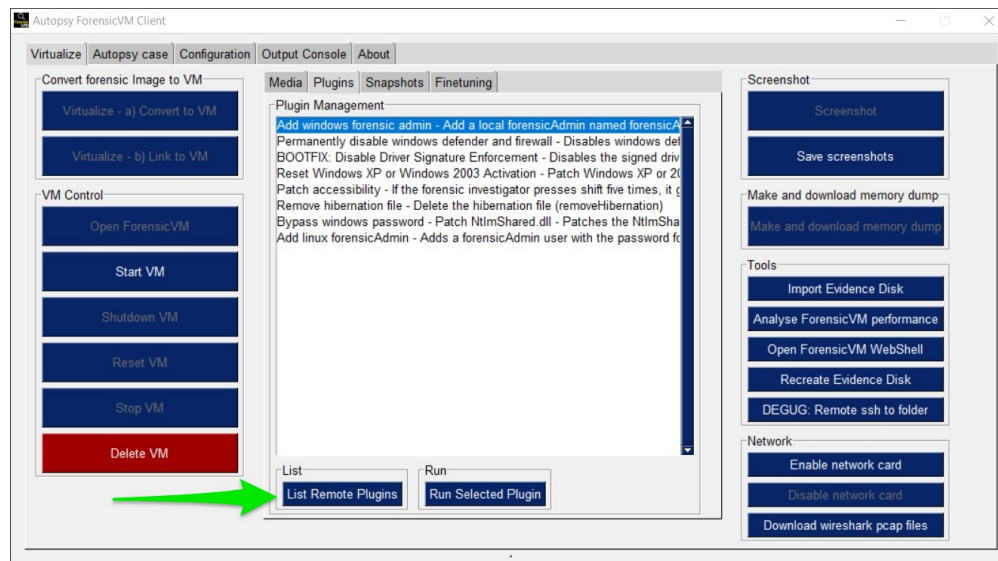 Autopsy ForensicVM Client
Virtualize Autopsy case Configuration Output Console About
Convert forensic Image to VM
Virtualize - a) Convert to VM
Virtualize - b) Link to VM
VM Control
Open ForensicVM
Start VM
Shutdown VM
Reset VM
Stop VM
Delete VM
Media Plugins Snapshots Finetuning
Plugin Management
Add windows forensic admin - Add a local forensicAdmin named forensicA
Permanently disable windows defender and firewall - Disables windows def
BOOTFIX: Disable Driver Signature Enforcement - Disables the signed driv
Reset Windows XP or Windows 2003 Activation - Patch Windows XP or 20
Patch accessibility - If the forensic investigator presses shift five times, it g
Remove hibernation file - Delete the hibernation file (removeHibernation)
Bypass windows password - Patch NtlmShared.dll - Patches the NtlmSha
Add linux forensicAdmin - Adds a forensicAdmin user with the password fo
List
List Remote Plugins
Run
Run Selected Plugin
Screenshot
Screenshot
Save screenshots
Make and download memory dump
Make and download memory dump
Tools
Import Evidence Disk
Analyse ForensicVM performance
Open ForensicVM WebShell
Recreate Evidence Disk
DEGUG: Remote ssh to folder
Network
Enable network card
Disable network card
Download wireshark pcap files